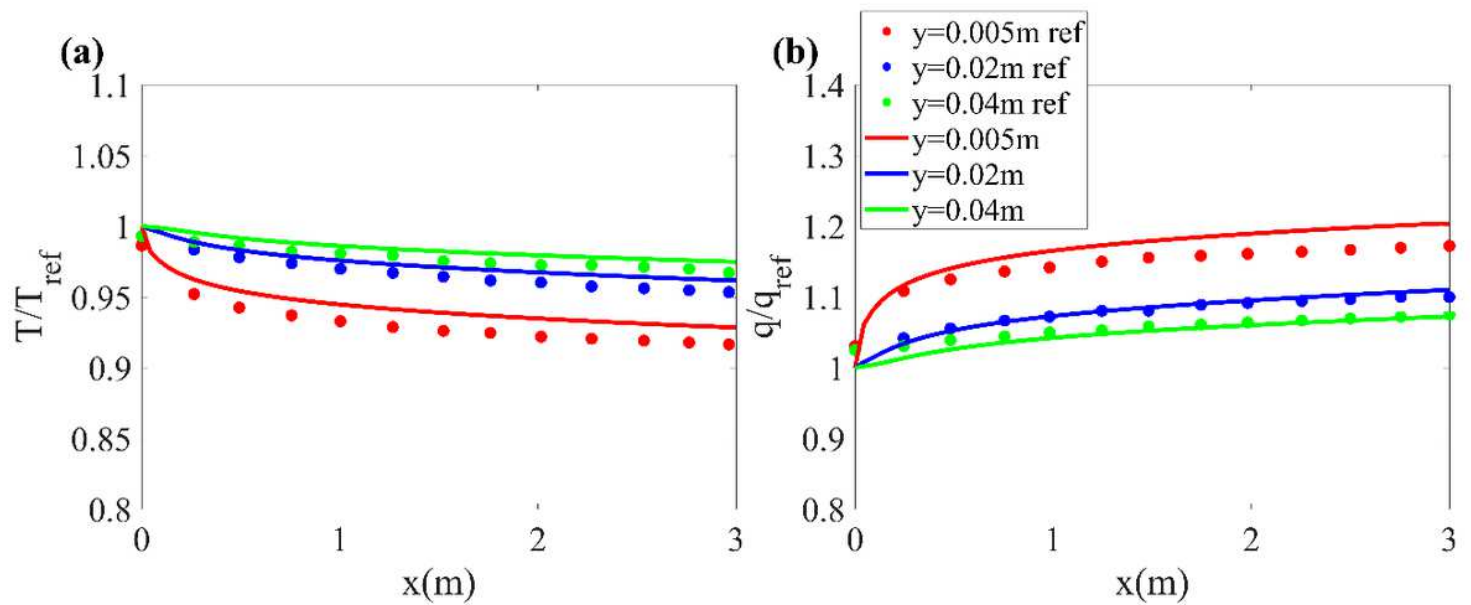 (a)
1.1
1.05
1
0.95
0.9
0.85
0.8
T/T_ref
0 1 2 3
x(m)
(b)
1.4
1.3
1.2
1.1
1
0.9
0.8
q/q_ref
y=0.005m ref
y=0.02m ref
y=0.04m ref
y=0.005m
y=0.02m
y=0.04m
0 1 2 3
x(m)